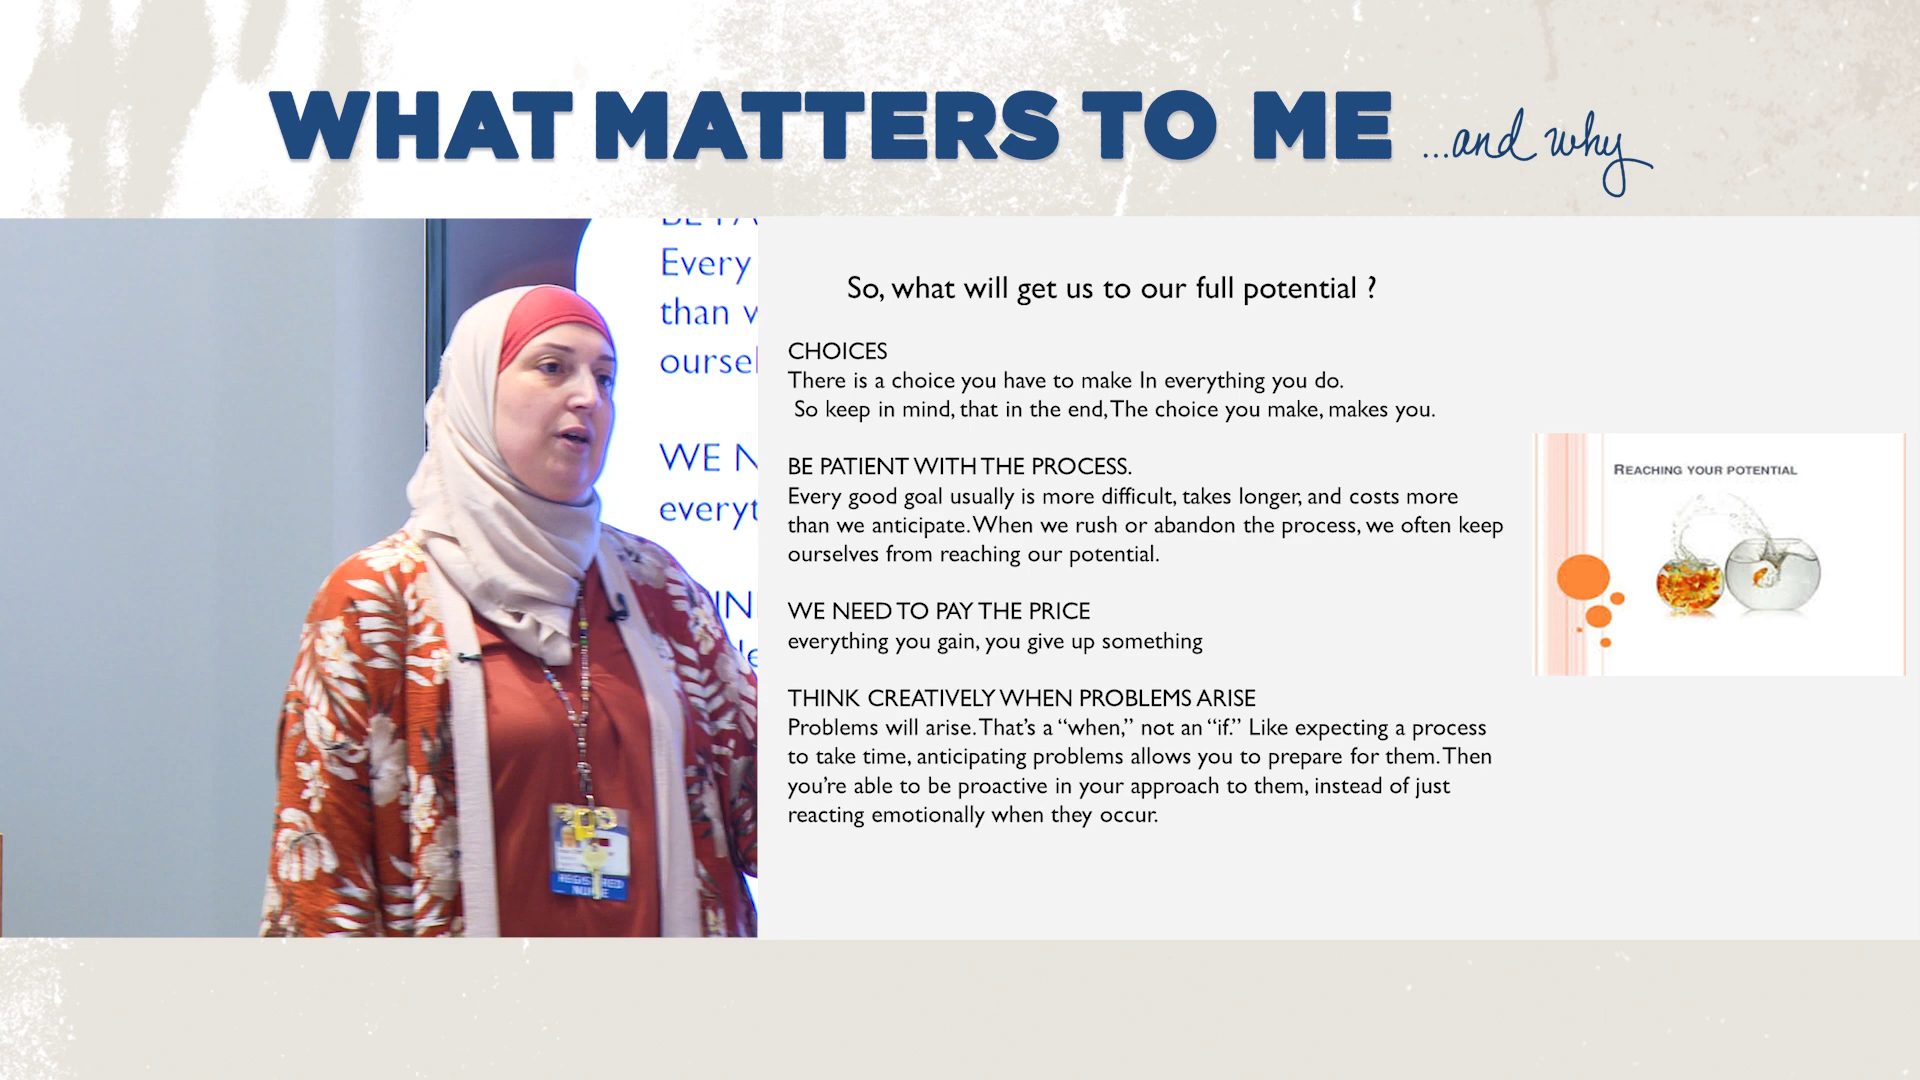 WHAT MATTERS TO ME ...and why
Every
than
WE
So, what will get us to our full potential ?
CHOICES
There is a choice you have to make In everything you do.
So keep in mind, that in the end, The choice you make, makes you.
BE PATIENT WITH THE PROCESS.
Every good goal usually is more difficult, takes longer, and costs more
than we anticipate. When we rush or abandon the process, we often keep
ourselves from reaching our potential.
WE NEED TO PAY THE PRICE
everything you gain, you give up something
THINK CREATIVELY WHEN PROBLEMS ARISE
Problems will arise. That’s a “when,” not an “if.” Like expecting a process
to take time, anticipating problems allows you to prepare for them. Then
you’re able to be proactive in your approach to them, instead of just
reacting emotionally when they occur.
REACHING YOUR POTENTIAL
REGISTERED
NURSE